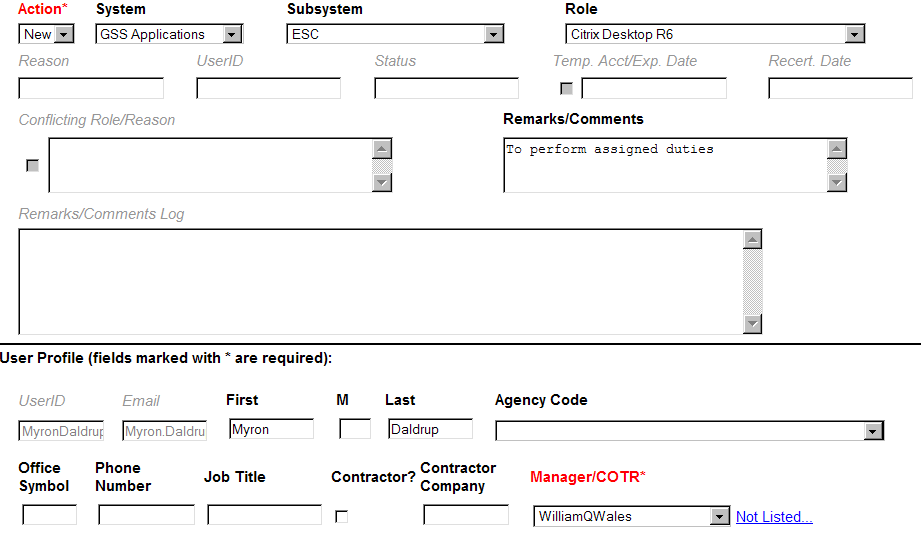 Action* System Subsystem Role
New GSS Applications ESC Citrix Desktop R6
Reason UserID Status Temp. Acct/Exp. Date Recert. Date
Conflicting Role/Reason Remarks/Comments
To perform assigned duties
Remarks/Comments Log
User Profile (fields marked with * are required):
UserID Email First M Last Agency Code
MyronDaldrup Myron.Daldru Myron Daldrup
Office Symbol Phone Number Job Title Contractor? Contractor Company Manager/COTR*
WilliamQWales Not Listed...